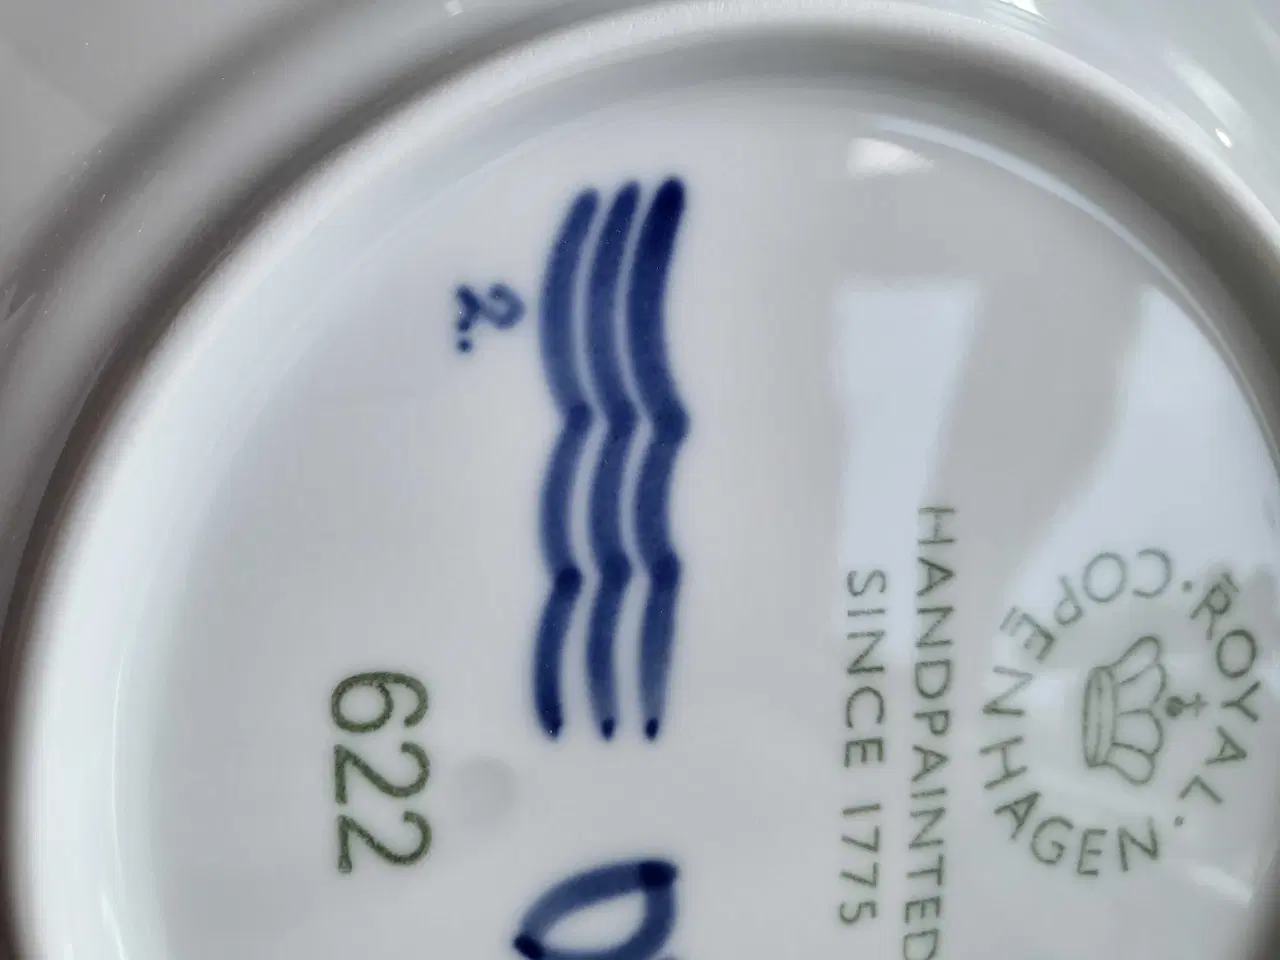 ROYAL.
COPENHAGEN.
HANDPAINTED
SINCE 1775
2.
622